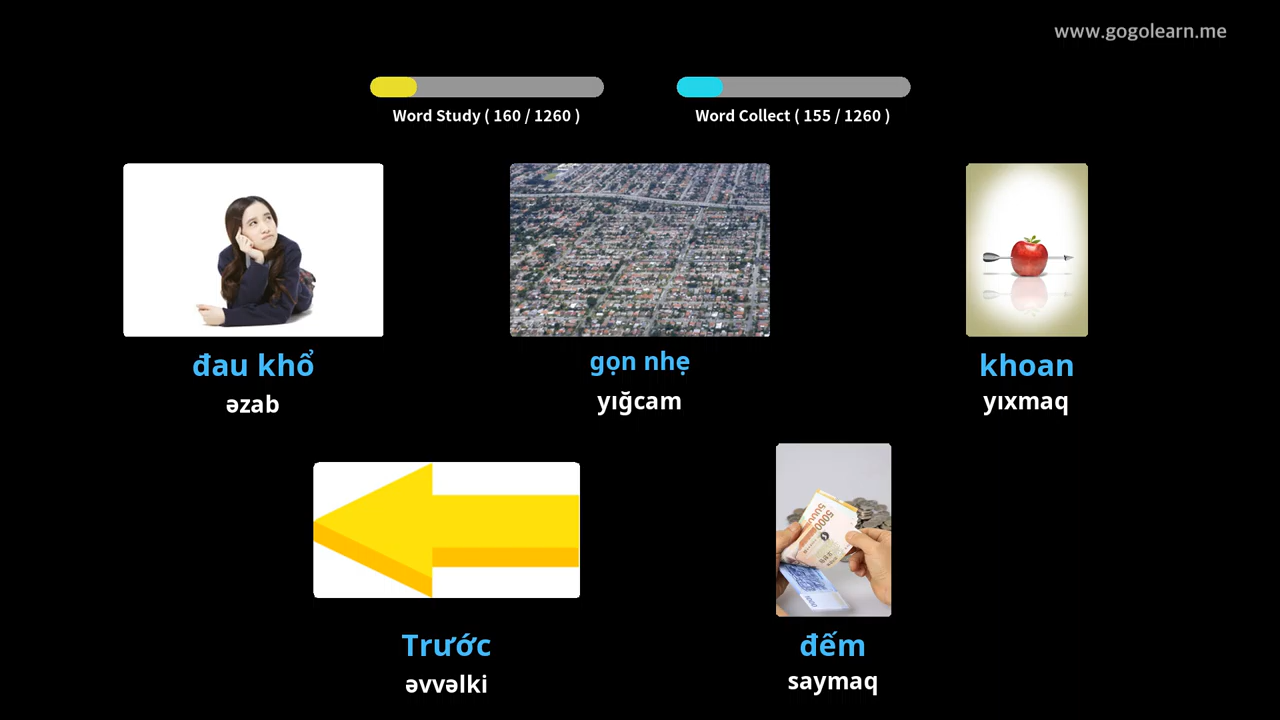 www.gogolearn.me
Word Study ( 160 / 1260 )
Word Collect ( 155 / 1260 )
đau khổ
əzab
gọn nhẹ
yığcam
khoan
yıxmaq
Trước
əvvəlki
đếm
saymaq
5000